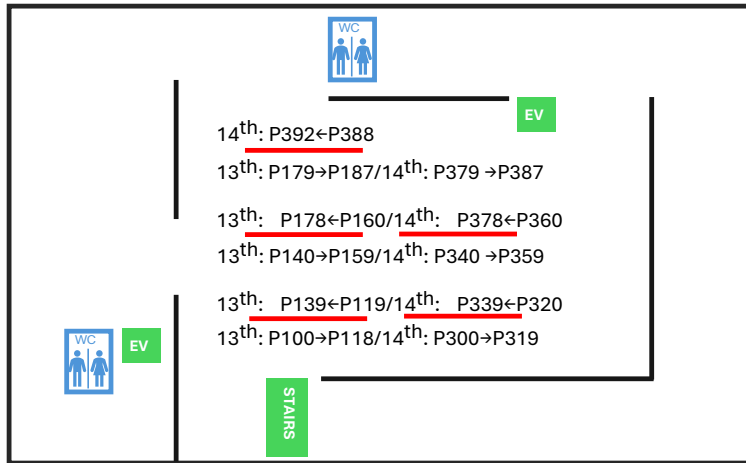 WC
EV
14th: P392←P388
13th: P179→P187/14th: P379 →P387
13th: P178←P160/14th: P378←P360
13th: P140→P159/14th: P340 →P359
13th: P139←P119/14th: P339←P320
13th: P100→P118/14th: P300→P319
WC
EV
STAIRS